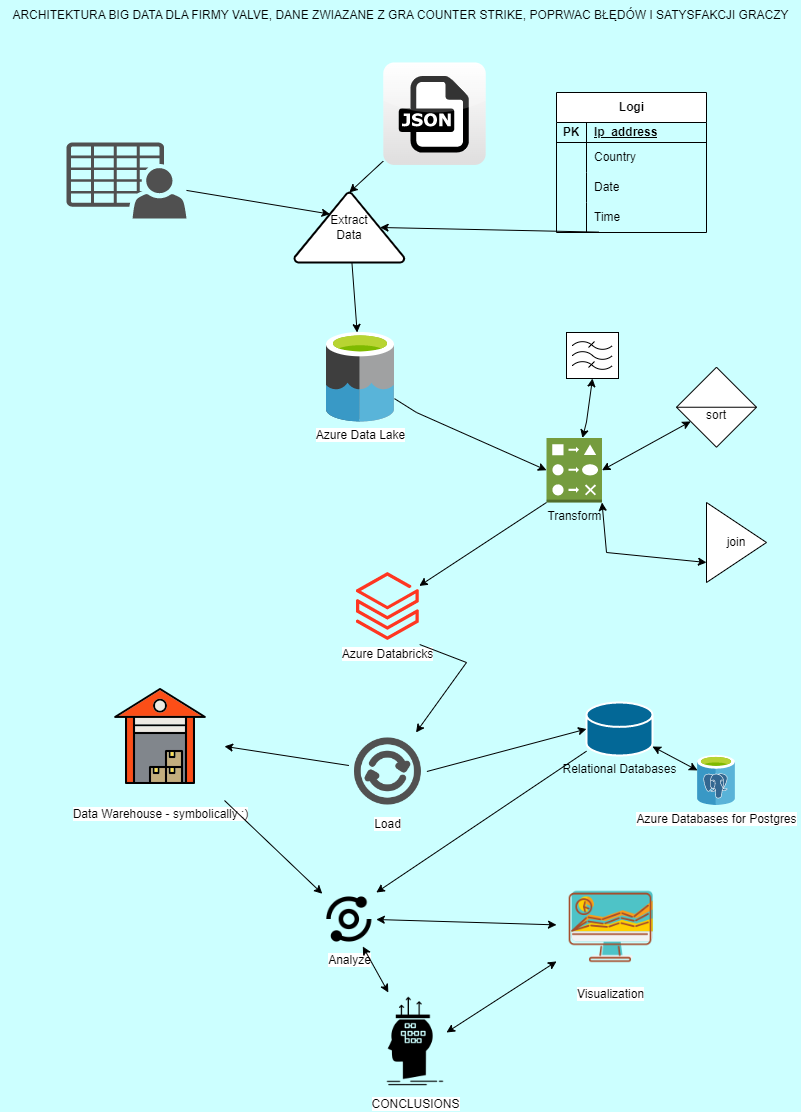 ARCHITEKTURA BIG DATA DLA FIRMY VALVE, DANE ZWIAZANE Z GRA COUNTER STRIKE, POPRWAC BŁĘDÓW I SATYSFAKCJI GRACZY
JSON
Logi
PK Ip_address
Country
Date
Time
Extract
Data
Azure Data Lake
sort
Transform
join
Azure Databricks
Relational Databases
Data Warehouse - symbolically :)
Load
Azure Databases for Postgres
Analyze
Visualization
CONCLUSIONS